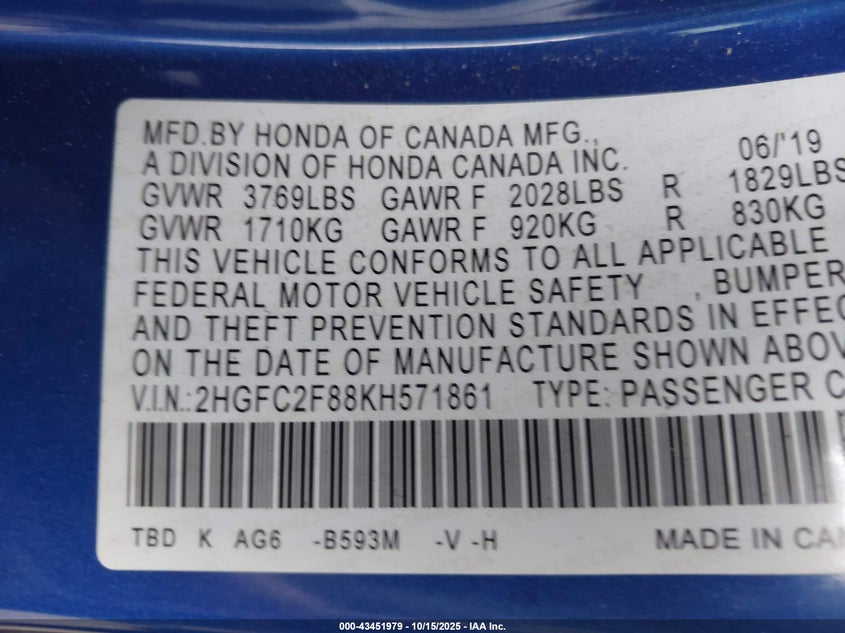 MFD.BY HONDA OF CANADA MFG., 06/'19
A DIVISION OF HONDA CANADA INC.
GVWR 3769LBS GAWR F 2028LBS R 1829LBS
GVWR 1710KG GAWR F 920KG R 830KG
THIS VEHICLE CONFORMS TO ALL APPLICABLE
FEDERAL MOTOR VEHICLE SAFETY , BUMPER
AND THEFT PREVENTION STANDARDS IN EFFEC
ON THE DATE OF MANUFACTURE SHOWN ABOV
V.I.N.:2HGFC2F88KH571861 TYPE: PASSENGER C
TBD K AG6 -B593M -V -H MADE IN CAN
000-43451979 - 10/15/2025 - IAA Inc.